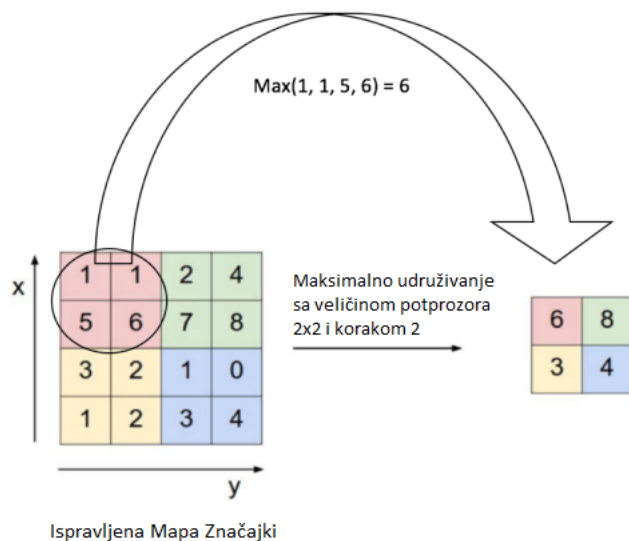 Max(1, 1, 5, 6) = 6
x
1 1 2 4
5 6 7 8
3 2 1 0
1 2 3 4
y
Maksimalno udruživanje
sa veličinom potprozora
2x2 i korakom 2
6 8
3 4
Ispravljena Mapa Značajki